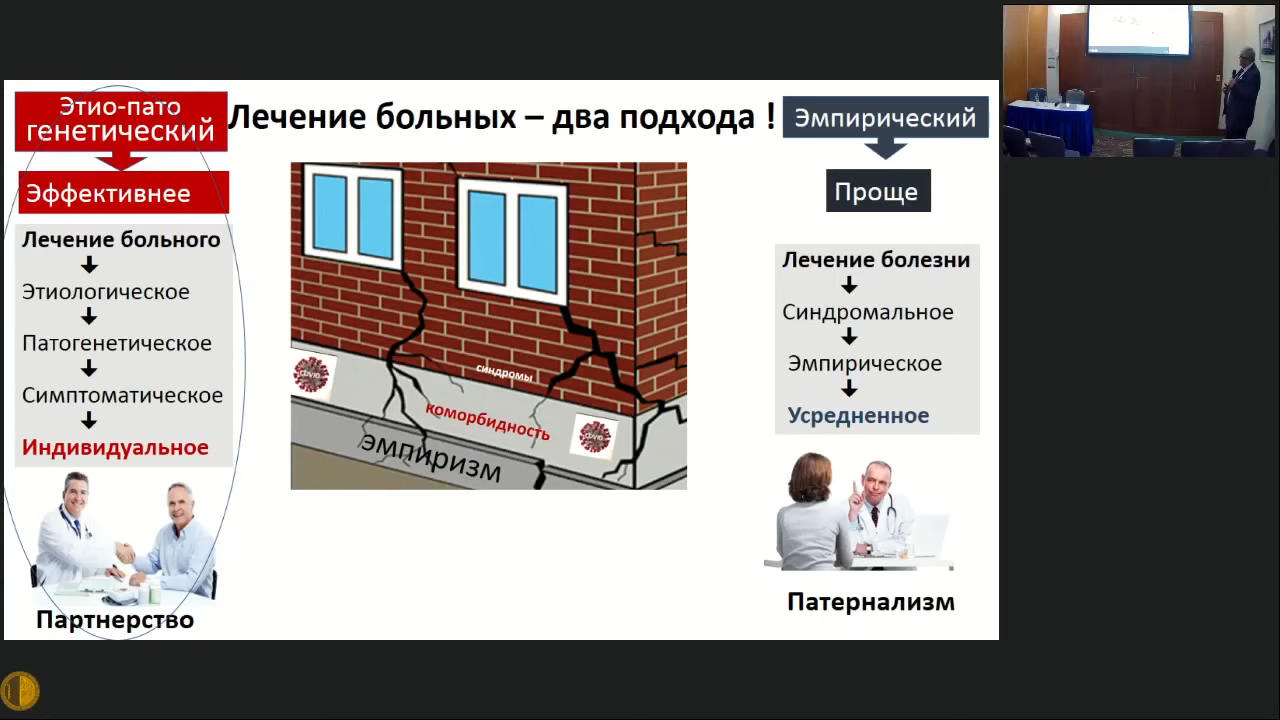 Этио-пато
генетический
Лечение больных – два подхода !
Эмпирический
Эффективнее
Проще
Лечение больного
Этиологическое
Патогенетическое
Симптоматическое
Индивидуальное
синдромы
коморбидность
эмпиризм
Лечение болезни
Синдромальное
Эмпирическое
Усредненное
Партнерство
Патернализм